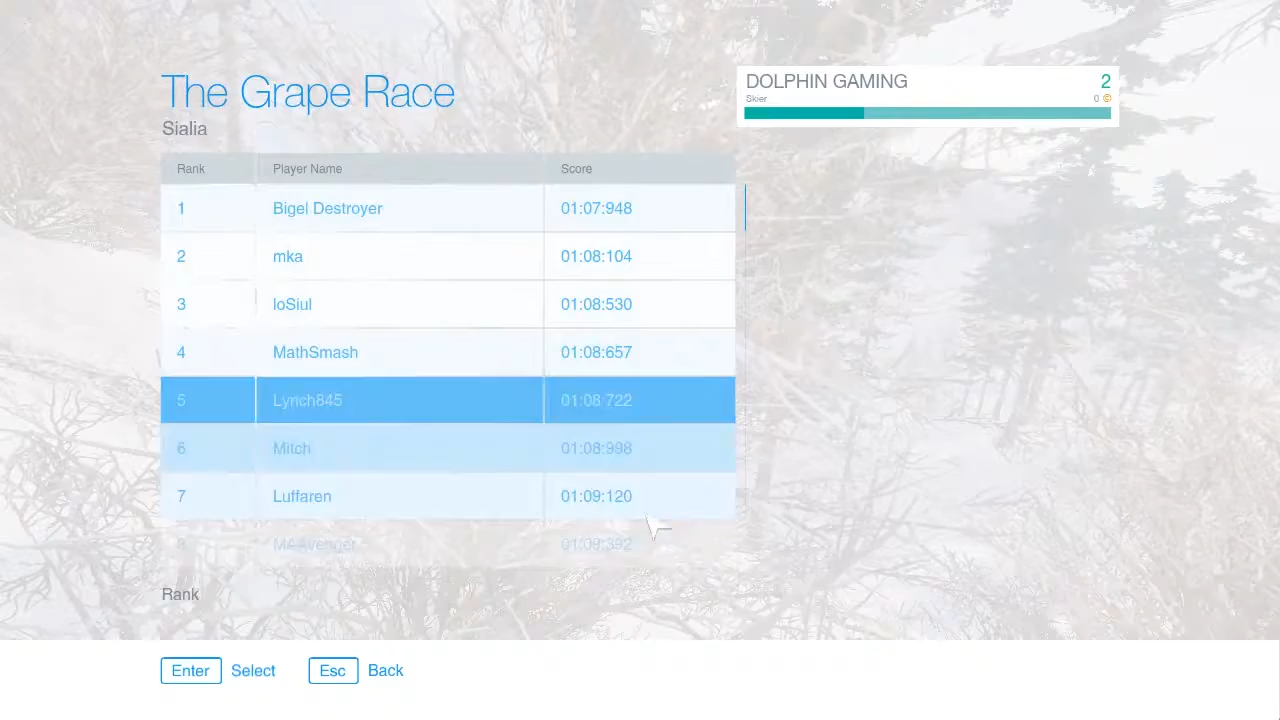 The Grape Race
Sialia
DOLPHIN GAMING 2
Skier 0 ©
Rank Player Name Score
1 Bigel Destroyer 01:07:948
2 mka 01:08:104
3 loSiul 01:08:530
4 MathSmash 01:08:657
5 Lyrich845 01:08:722
6 Mitch 01:08:998
7 Luffaren 01:09:120
8 MAAvenger 01:09:392
Rank
Enter Select Esc Back